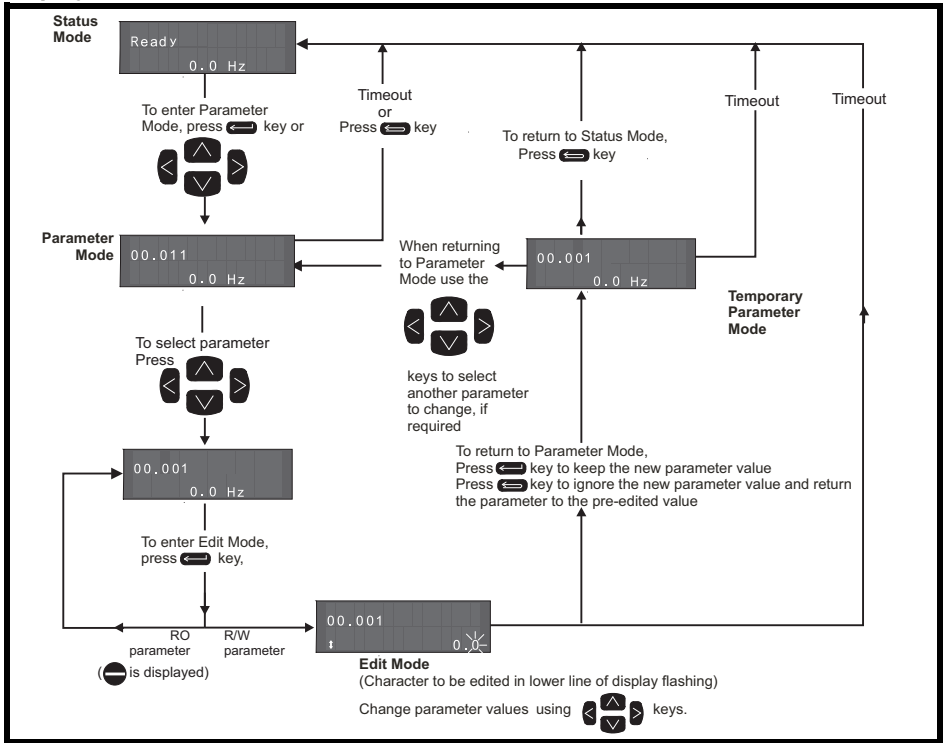 Status
Mode
Ready
0.0 Hz
To enter Parameter
Mode, press key or
Timeout
or
Press key
To return to Status Mode,
Press key
Timeout
Timeout
Parameter
Mode
00.011
0.0 Hz
When returning
to Parameter
Mode use the
keys to select
another parameter
to change, if
required
00.001
0.0 Hz
Temporary
Parameter
Mode
To select parameter
Press
00.001
0.0 Hz
To return to Parameter Mode,
Press key to keep the new parameter value
Press key to ignore the new parameter value and return
the parameter to the pre-edited value
To enter Edit Mode,
press key,
RO
parameter
R/W
parameter
( is displayed)
00.001
0.0
Edit Mode
(Character to be edited in lower line of display flashing)
Change parameter values using keys.